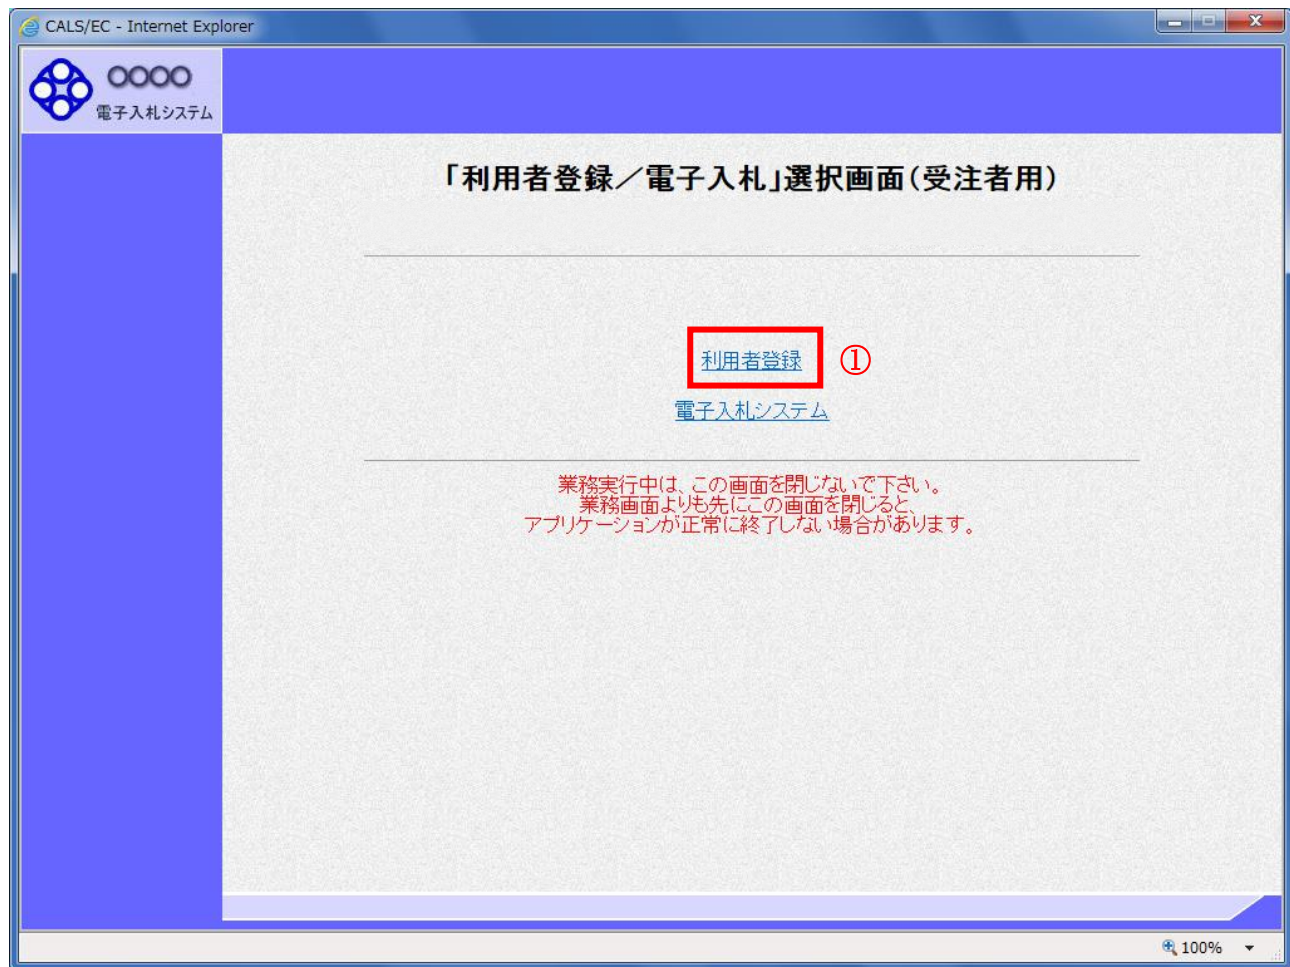 CALS/EC - Internet Explorer
○○○○
電子入札システム
「利用者登録／電子入札」選択画面(受注者用)
利用者登録 ①
電子入札システム
業務実行中は、この画面を閉じないで下さい。
業務画面よりも先にこの画面を閉じると、
アプリケーションが正常に終了しない場合があります。
100%